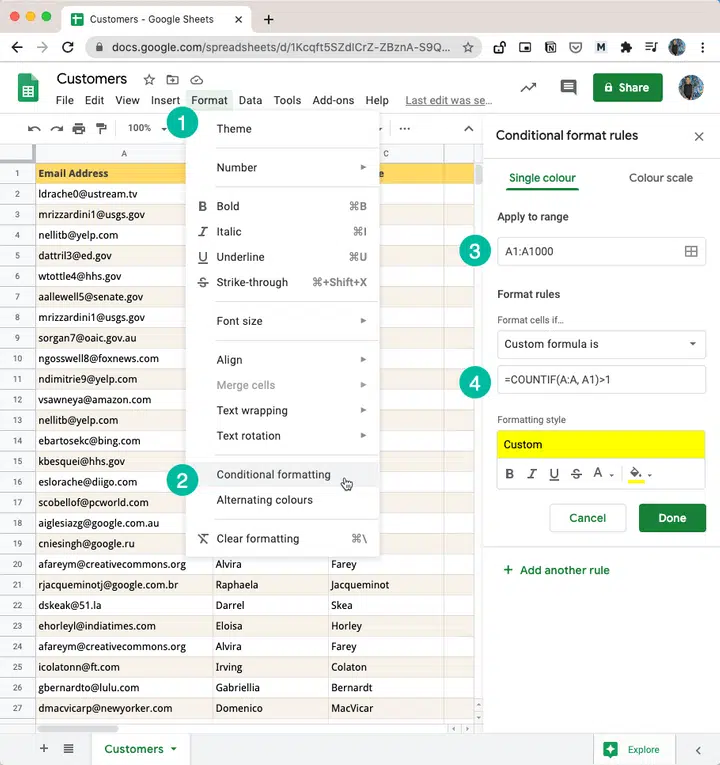 Customers - Google Sheets
docs.google.com/spreadsheets/d/1Kcqft5SZdlCrZ-ZBznA-S9Q...
Customers
File Edit View Insert Format Data Tools Add-ons Help Last edit was se...
Share
100%
1
Theme
Number
B Bold ⌘B
I Italic ⌘I
U Underline ⌘U
S Strike-through ⌘+Shift+X
Font size
Align
Merge cells
Text wrapping
Text rotation
2
Conditional formatting
Alternating colours
Clear formatting ⌘\
A C
1 Email Address
2 ldrache0@ustream.tv
3 mrizzardini1@usgs.gov
4 nellitb@yelp.com
5 dattril3@ed.gov
6 wtottle4@hhs.gov
7 aallewell5@senate.gov
8 mrizzardini1@usgs.gov
9 sorgan7@oaic.gov.au
10 ngosswell8@foxnews.com
11 ndimitrie9@yelp.com
12 vsawneya@amazon.com
13 nellitb@yelp.com
14 ebartosekc@bing.com
15 kbesquei@hhs.gov
16 eslorache@diigo.com
17 scobellof@pcworld.com
18 aiglesiazg@google.com.au
19 cniesingh@google.ru
20 afareym@creativecommons.org Alvira Farey
21 rjacqueminotj@google.com.br Raphaela Jacqueminot
22 dskeak@51.la Darrel Skea
23 ehorleyl@indiatimes.com Eloisa Horley
24 afareym@creativecommons.org Alvira Farey
25 icolatonn@ft.com Irving Colaton
26 gbernardto@lulu.com Gabriellia Bernardt
27 dmacvicarp@newyorker.com Domenico MacVicar
Conditional format rules
Single colour Colour scale
Apply to range
3
A1:A1000
Format rules
Format cells if…
Custom formula is
4
=COUNTIF(A:A, A1)>1
Formatting style
Custom
B I U S A
Cancel Done
+ Add another rule
Customers
Explore